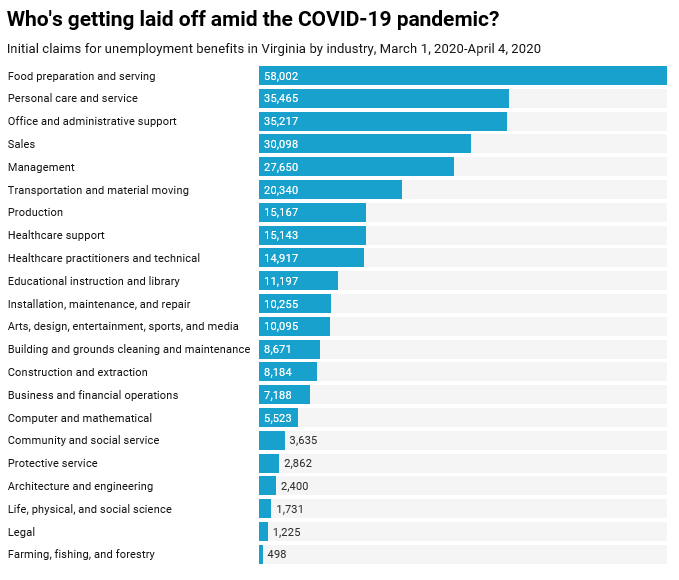 Who's getting laid off amid the COVID-19 pandemic?
Initial claims for unemployment benefits in Virginia by industry, March 1, 2020-April 4, 2020
Food preparation and serving 58,002
Personal care and service 35,465
Office and administrative support 35,217
Sales 30,098
Management 27,650
Transportation and material moving 20,340
Production 15,167
Healthcare support 15,143
Healthcare practitioners and technical 14,917
Educational instruction and library 11,197
Installation, maintenance, and repair 10,255
Arts, design, entertainment, sports, and media 10,095
Building and grounds cleaning and maintenance 8,671
Construction and extraction 8,184
Business and financial operations 7,188
Computer and mathematical 5,523
Community and social service 3,635
Protective service 2,862
Architecture and engineering 2,400
Life, physical, and social science 1,731
Legal 1,225
Farming, fishing, and forestry 498